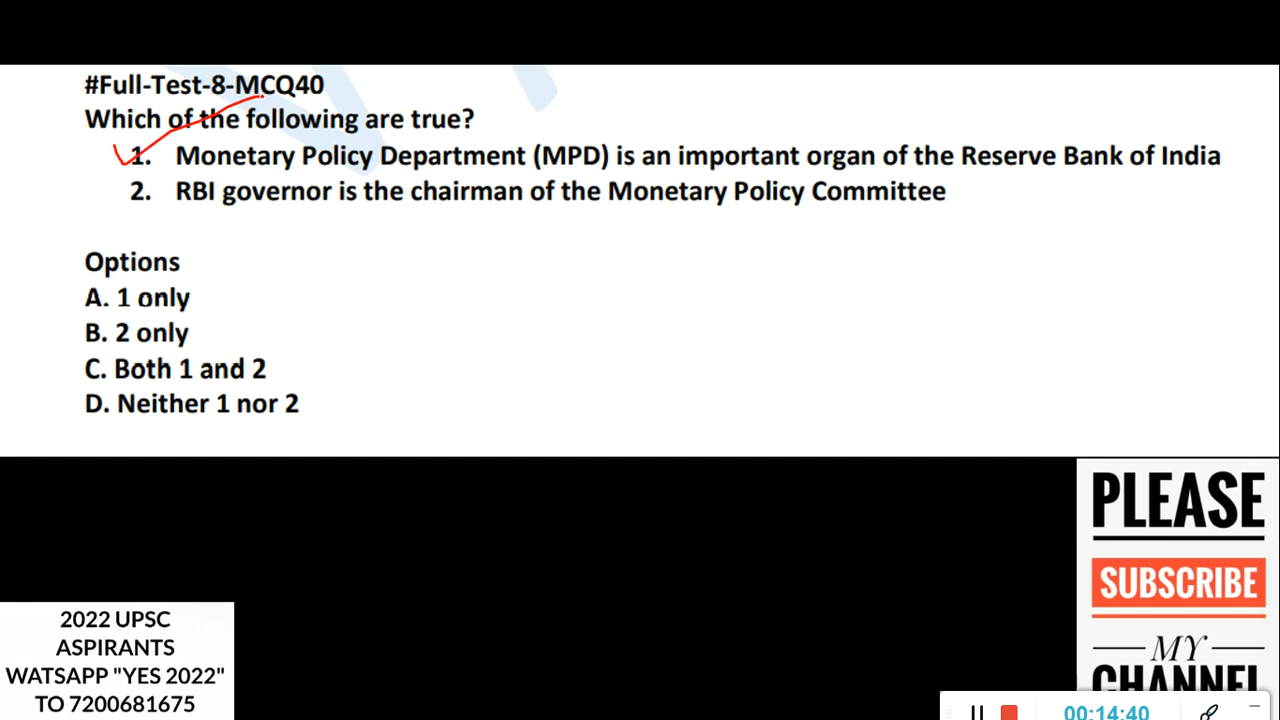 #Full-Test-8-MCQ40
Which of the following are true?
1. Monetary Policy Department (MPD) is an important organ of the Reserve Bank of India
2. RBI governor is the chairman of the Monetary Policy Committee
Options
A. 1 only
B. 2 only
C. Both 1 and 2
D. Neither 1 nor 2
PLEASE
SUBSCRIBE
MY
CHANNEL
2022 UPSC
ASPIRANTS
WATSAPP "YES 2022"
TO 7200681675
00:14:40